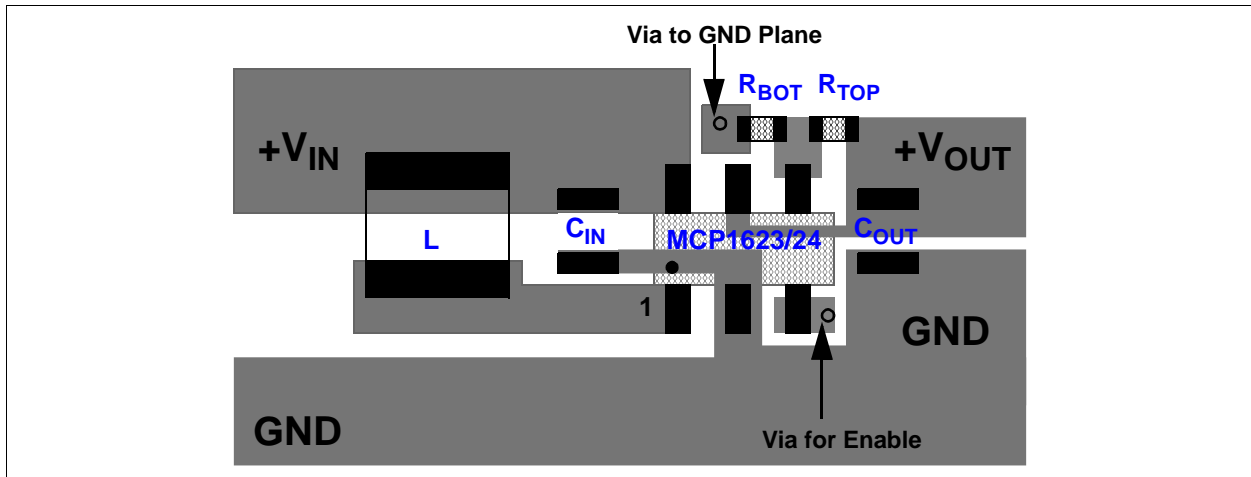 Via to GND Plane
RBOT RTOP
+VIN
+VOUT
L
CIN
MCP1623/24
COUT
1
GND
GND
Via for Enable